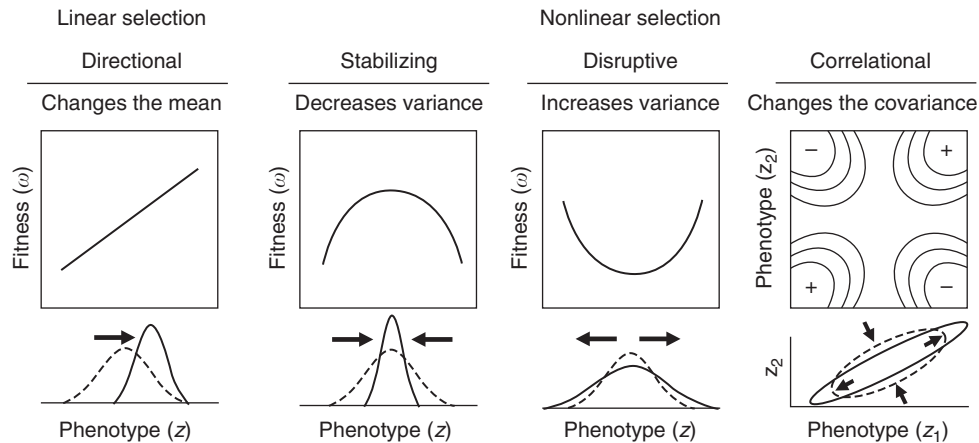 Linear selection
Nonlinear selection
Directional
Stabilizing
Disruptive
Correlational
Changes the mean
Decreases variance
Increases variance
Changes the covariance
Fitness (ω)
Fitness (ω)
Fitness (ω)
Phenotype (z₂)
−
+
+
−
z₂
Phenotype (z)
Phenotype (z)
Phenotype (z)
Phenotype (z₁)